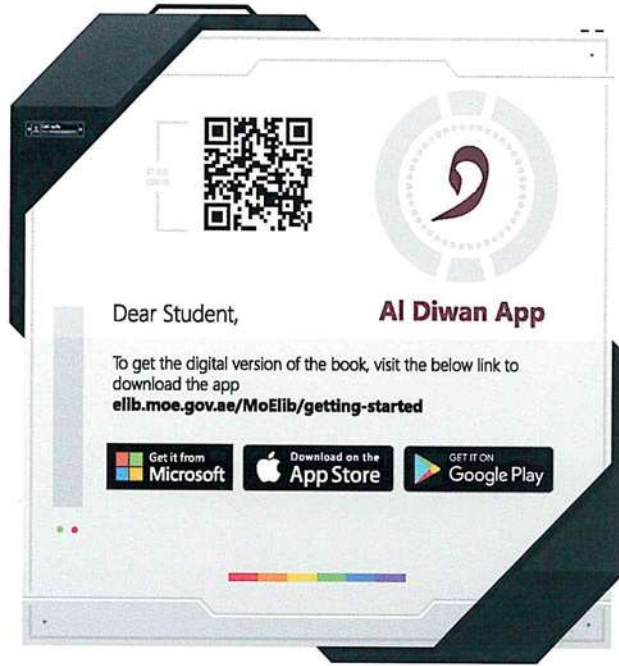 Dear Student,
Al Diwan App
To get the digital version of the book, visit the below link to
download the app
elib.moe.gov.ae/MoElib/getting-started
Get it from
Microsoft
Download on the
App Store
GET IT ON
Google Play